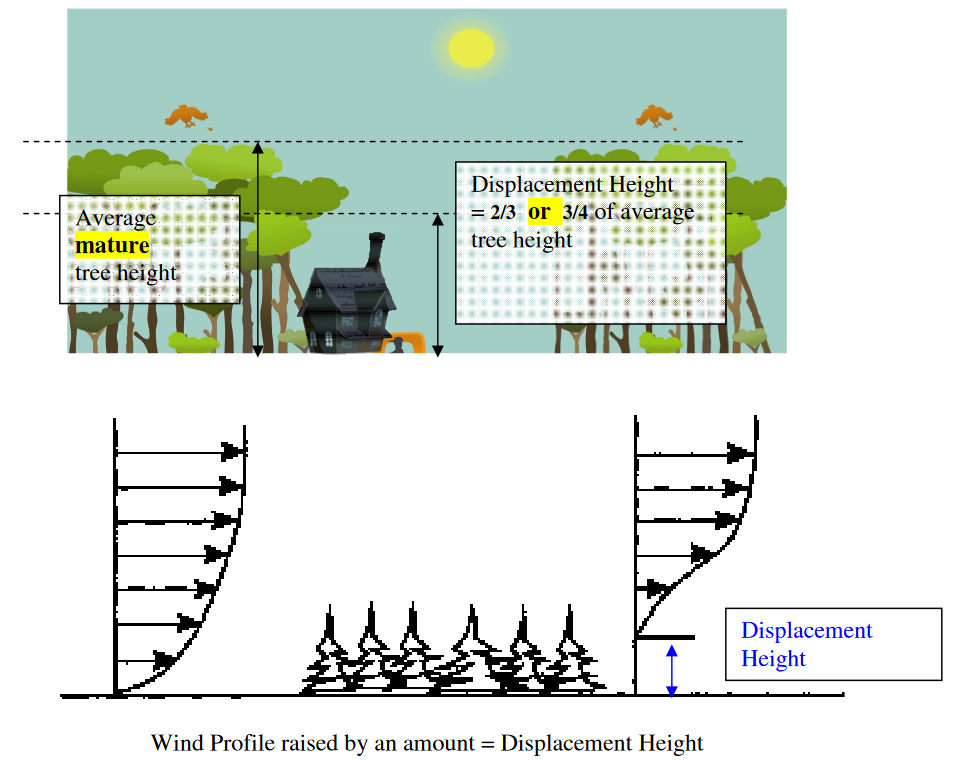 Average
mature
tree height
Displacement Height
= 2/3 or 3/4 of average
tree height
Displacement
Height
Wind Profile raised by an amount = Displacement Height